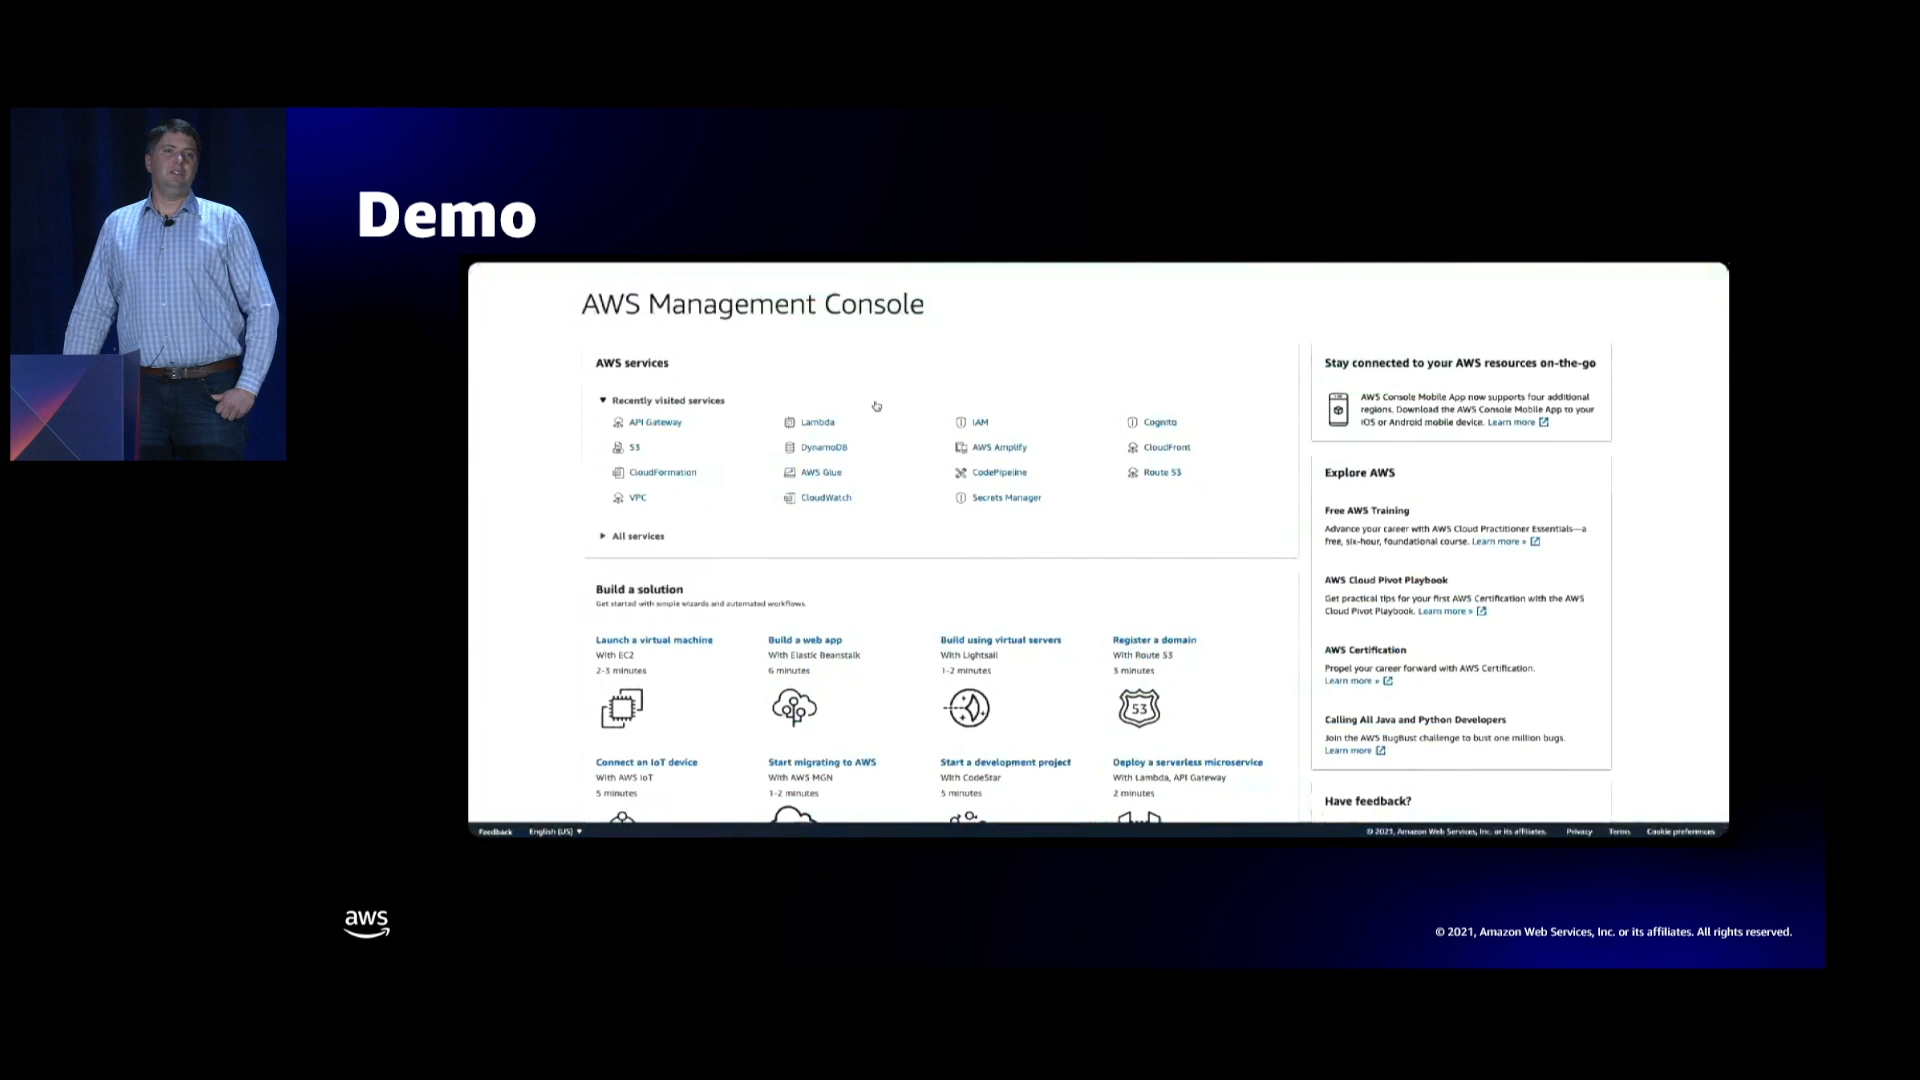 Demo
AWS Management Console
AWS services
Recently visited services
API Gateway
Lambda
IAM
Cognito
S3
DynamoDB
AWS Amplify
CloudFront
CloudFormation
AWS Glue
CodePipeline
Route 53
VPC
CloudWatch
Secrets Manager
All services
Build a solution
Get started with simple wizards and automated workflows.
Launch a virtual machine
With EC2
2-3 minutes
Build a web app
With Elastic Beanstalk
6 minutes
Build using virtual servers
With Lightsail
1-2 minutes
Register a domain
With Route 53
3 minutes
53
Connect an IoT device
With AWS IoT
5 minutes
Start migrating to AWS
With AWS MGN
1-2 minutes
Start a development project
With CodeStar
5 minutes
Deploy a serverless microservice
With Lambda, API Gateway
2 minutes
Stay connected to your AWS resources on-the-go
AWS Console Mobile App now supports four additional
regions. Download the AWS Console Mobile App to your
iOS or Android mobile device. Learn more
Explore AWS
Free AWS Training
Advance your career with AWS Cloud Practitioner Essentials—a
free, six-hour, foundational course. Learn more »
AWS Cloud Pivot Playbook
Get practical tips for your first AWS Certification with the AWS
Cloud Pivot Playbook. Learn more »
AWS Certification
Propel your career forward with AWS Certification.
Learn more »
Calling All Java and Python Developers
Join the AWS BugBust challenge to bust one million bugs.
Learn more
Have feedback?
Feedback English (US)
© 2021, Amazon Web Services, Inc. or its affiliates. Privacy Terms Cookie preferences
aws
© 2021, Amazon Web Services, Inc. or its affiliates. All rights reserved.